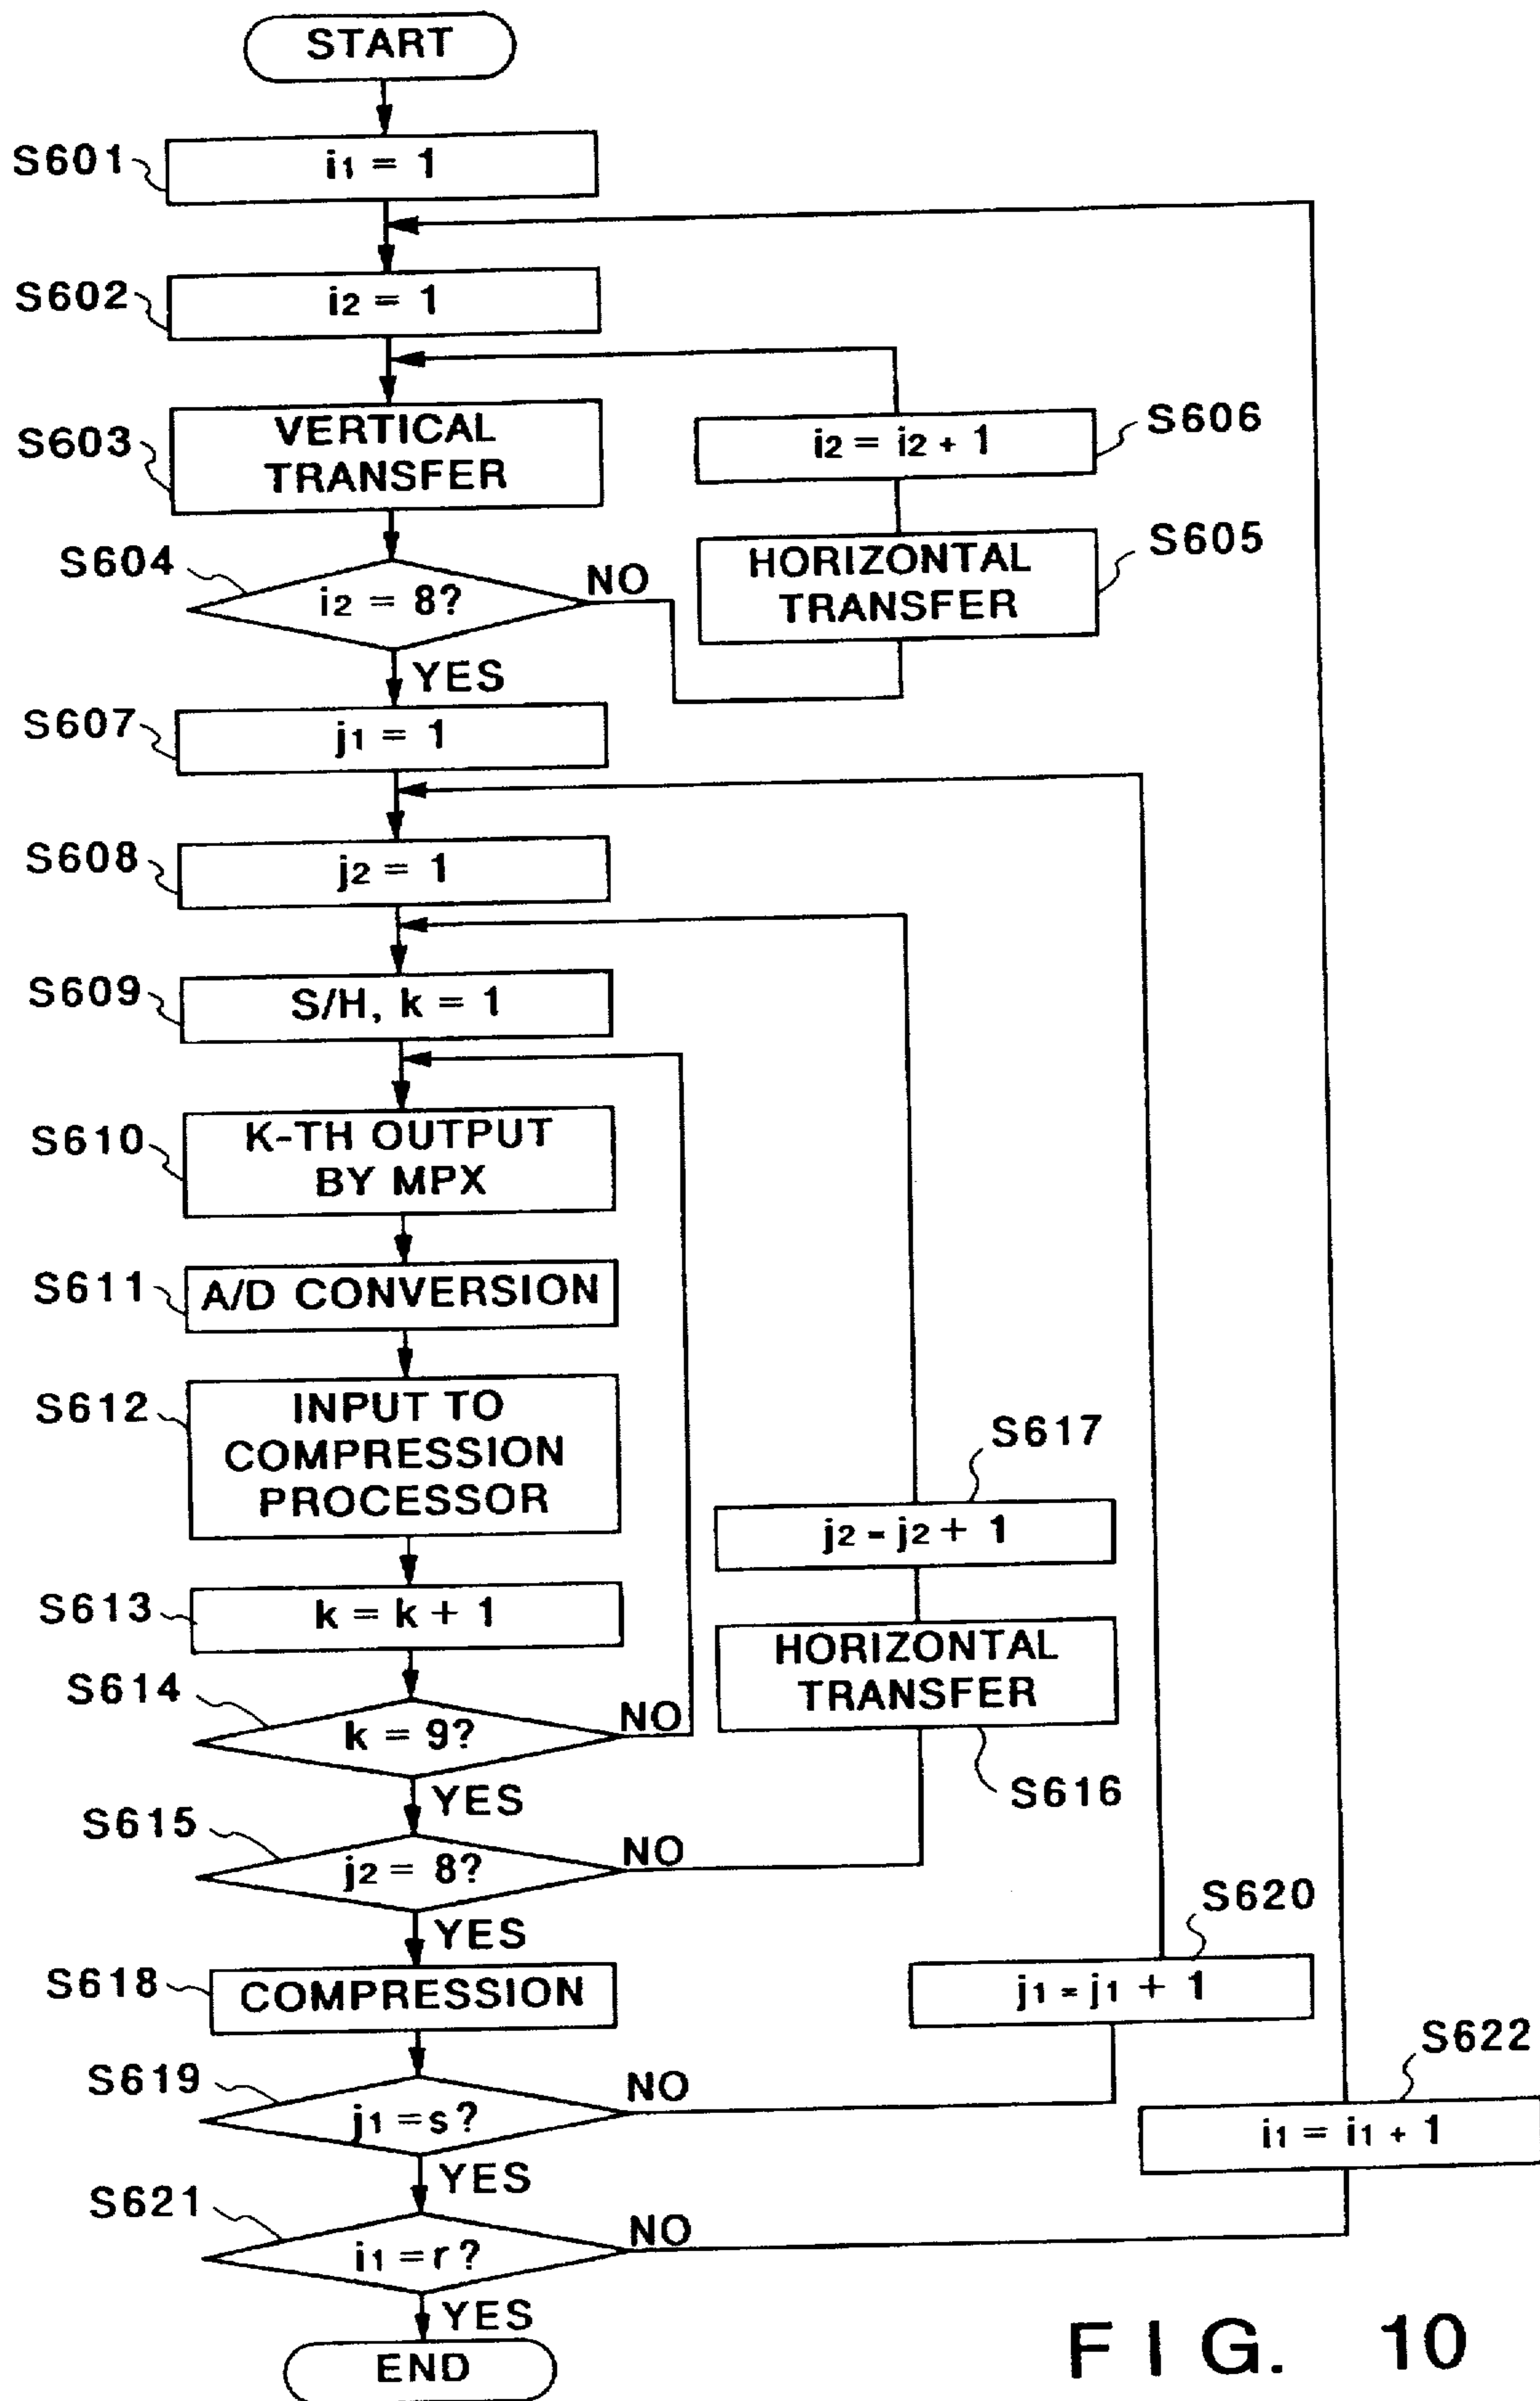 START
S601
i1 = 1
S602
i2 = 1
S603
VERTICAL
TRANSFER
S606
i2 = i2 + 1
S605
HORIZONTAL
TRANSFER
S604
i2 = 8?
NO
YES
S607
j1 = 1
S608
j2 = 1
S609
S/H, k = 1
S610
K-TH OUTPUT
BY MPX
S611
A/D CONVERSION
S612
INPUT TO
COMPRESSION
PROCESSOR
S613
k = k + 1
S614
k = 9?
NO
YES
S617
j2 = j2 + 1
HORIZONTAL
TRANSFER
S616
S615
j2 = 8?
NO
YES
S618
COMPRESSION
S620
j1 = j1 + 1
S619
j1 = s?
NO
YES
S622
i1 = i1 + 1
S621
i1 = r?
NO
YES
END
FIG. 10